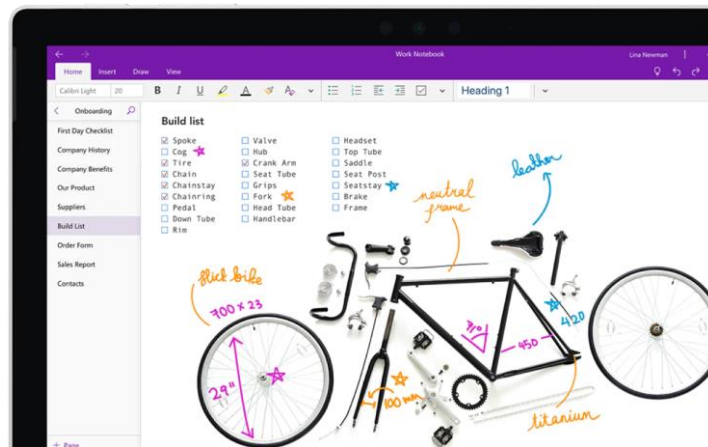 Work Notebook
Lina Newman
Home Insert Draw View
Calibri Light 20 B I U A Heading 1
Onboarding
First Day Checklist
Company History
Company Benefits
Our Product
Suppliers
Build List
Order Form
Sales Report
Contacts
+ Page
Build list
Spoke
Cog
Tire
Chain
Chainstay
Chainring
Pedal
Down Tube
Rim
Valve
Hub
Crank Arm
Seat Tube
Grips
Fork
Head Tube
Handlebar
Headset
Top Tube
Saddle
Seat Post
Seatstay
Brake
Frame
neutral
frame
leather
slick bike
700 x 23
29"
71°
450
420
100mm
titanium